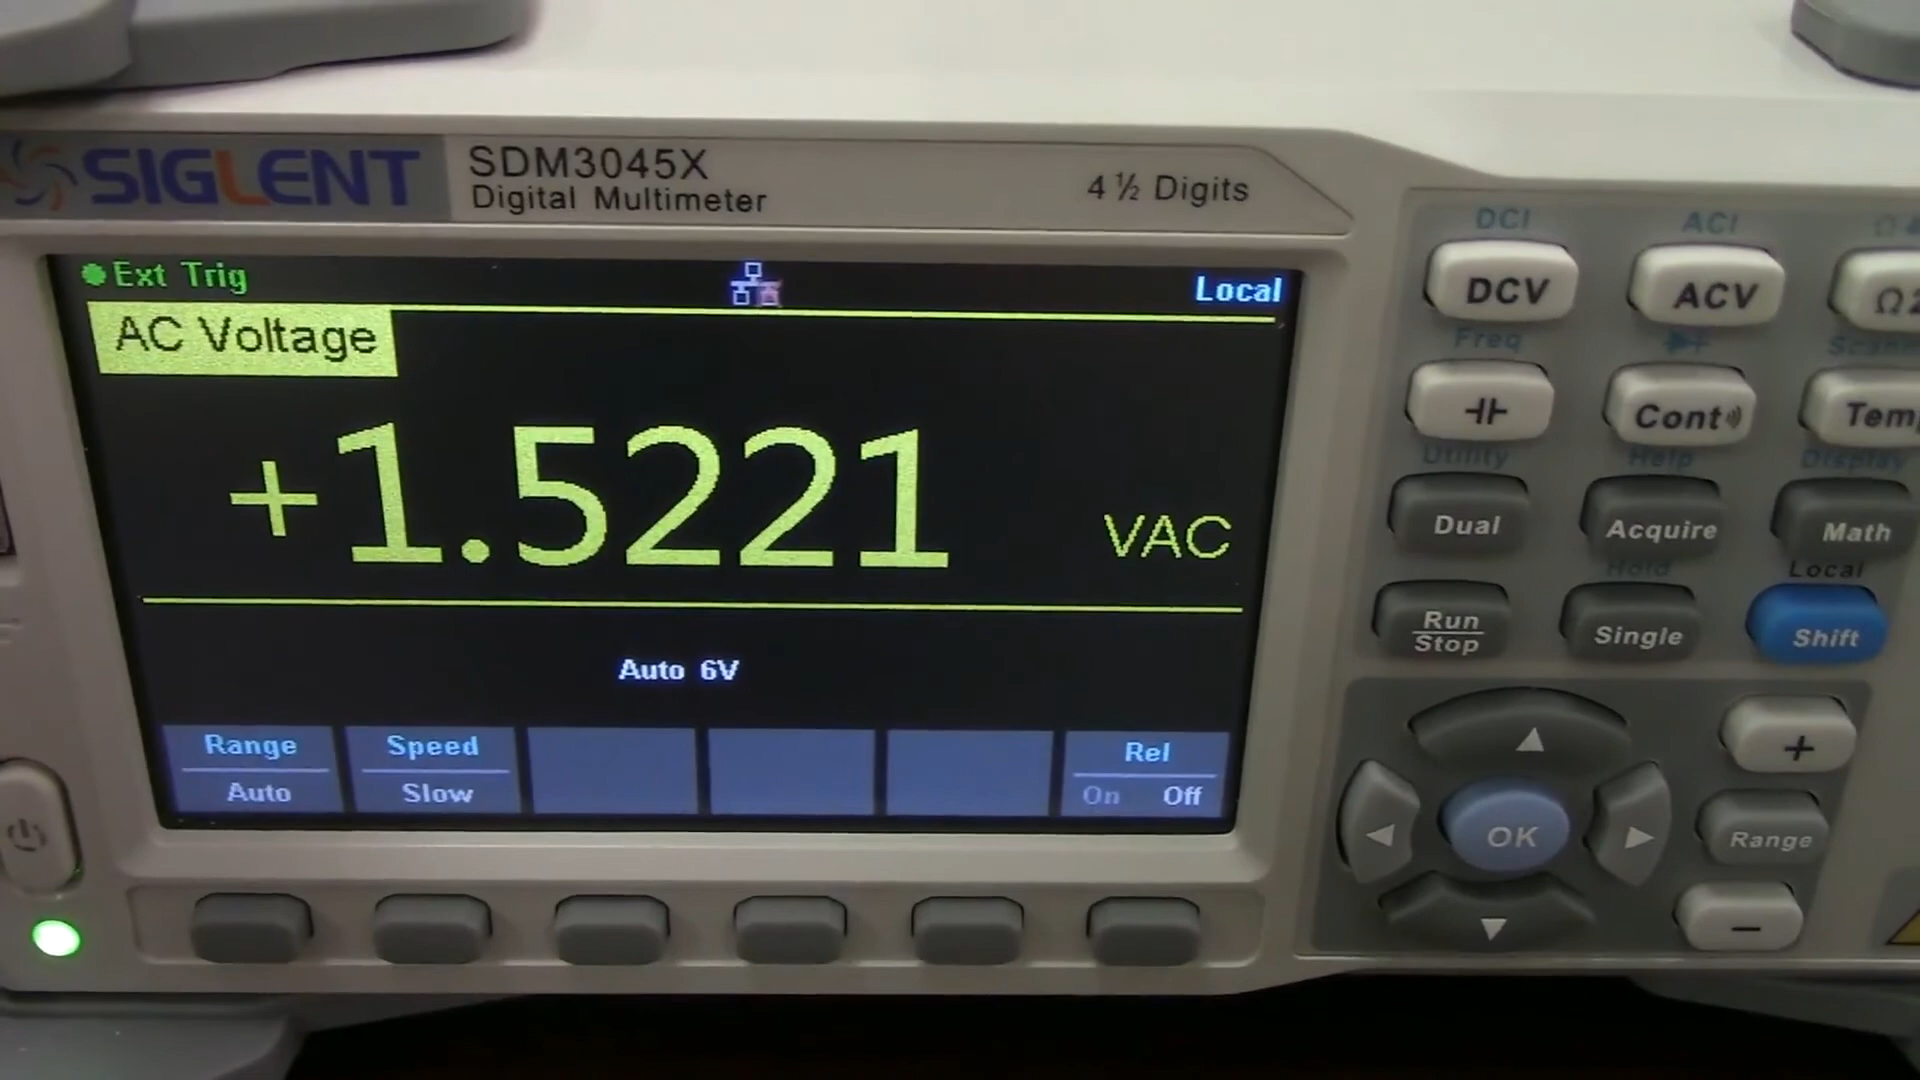 SIGLENT
SDM3045X
Digital Multimeter
4 ½ Digits
Ext Trig
Local
AC Voltage
+1.5221 VAC
Auto 6V
Range
Auto
Speed
Slow
Rel
On Off
DCI ACI
DCV ACV Ω2
Freq
Cont
Utility Help Display
Dual Acquire Math
Hold Local
Run
Stop
Single Shift
+
OK
Range
−